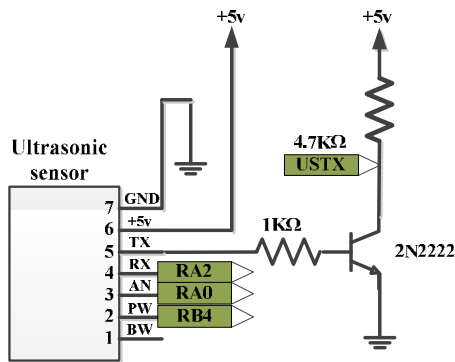 +5v
+5v
Ultrasonic
sensor
4.7KΩ
USTX
7 GND
6 +5v
5 TX
1KΩ
2N2222
4 RX RA2
3 AN RA0
2 PW RB4
1 BW